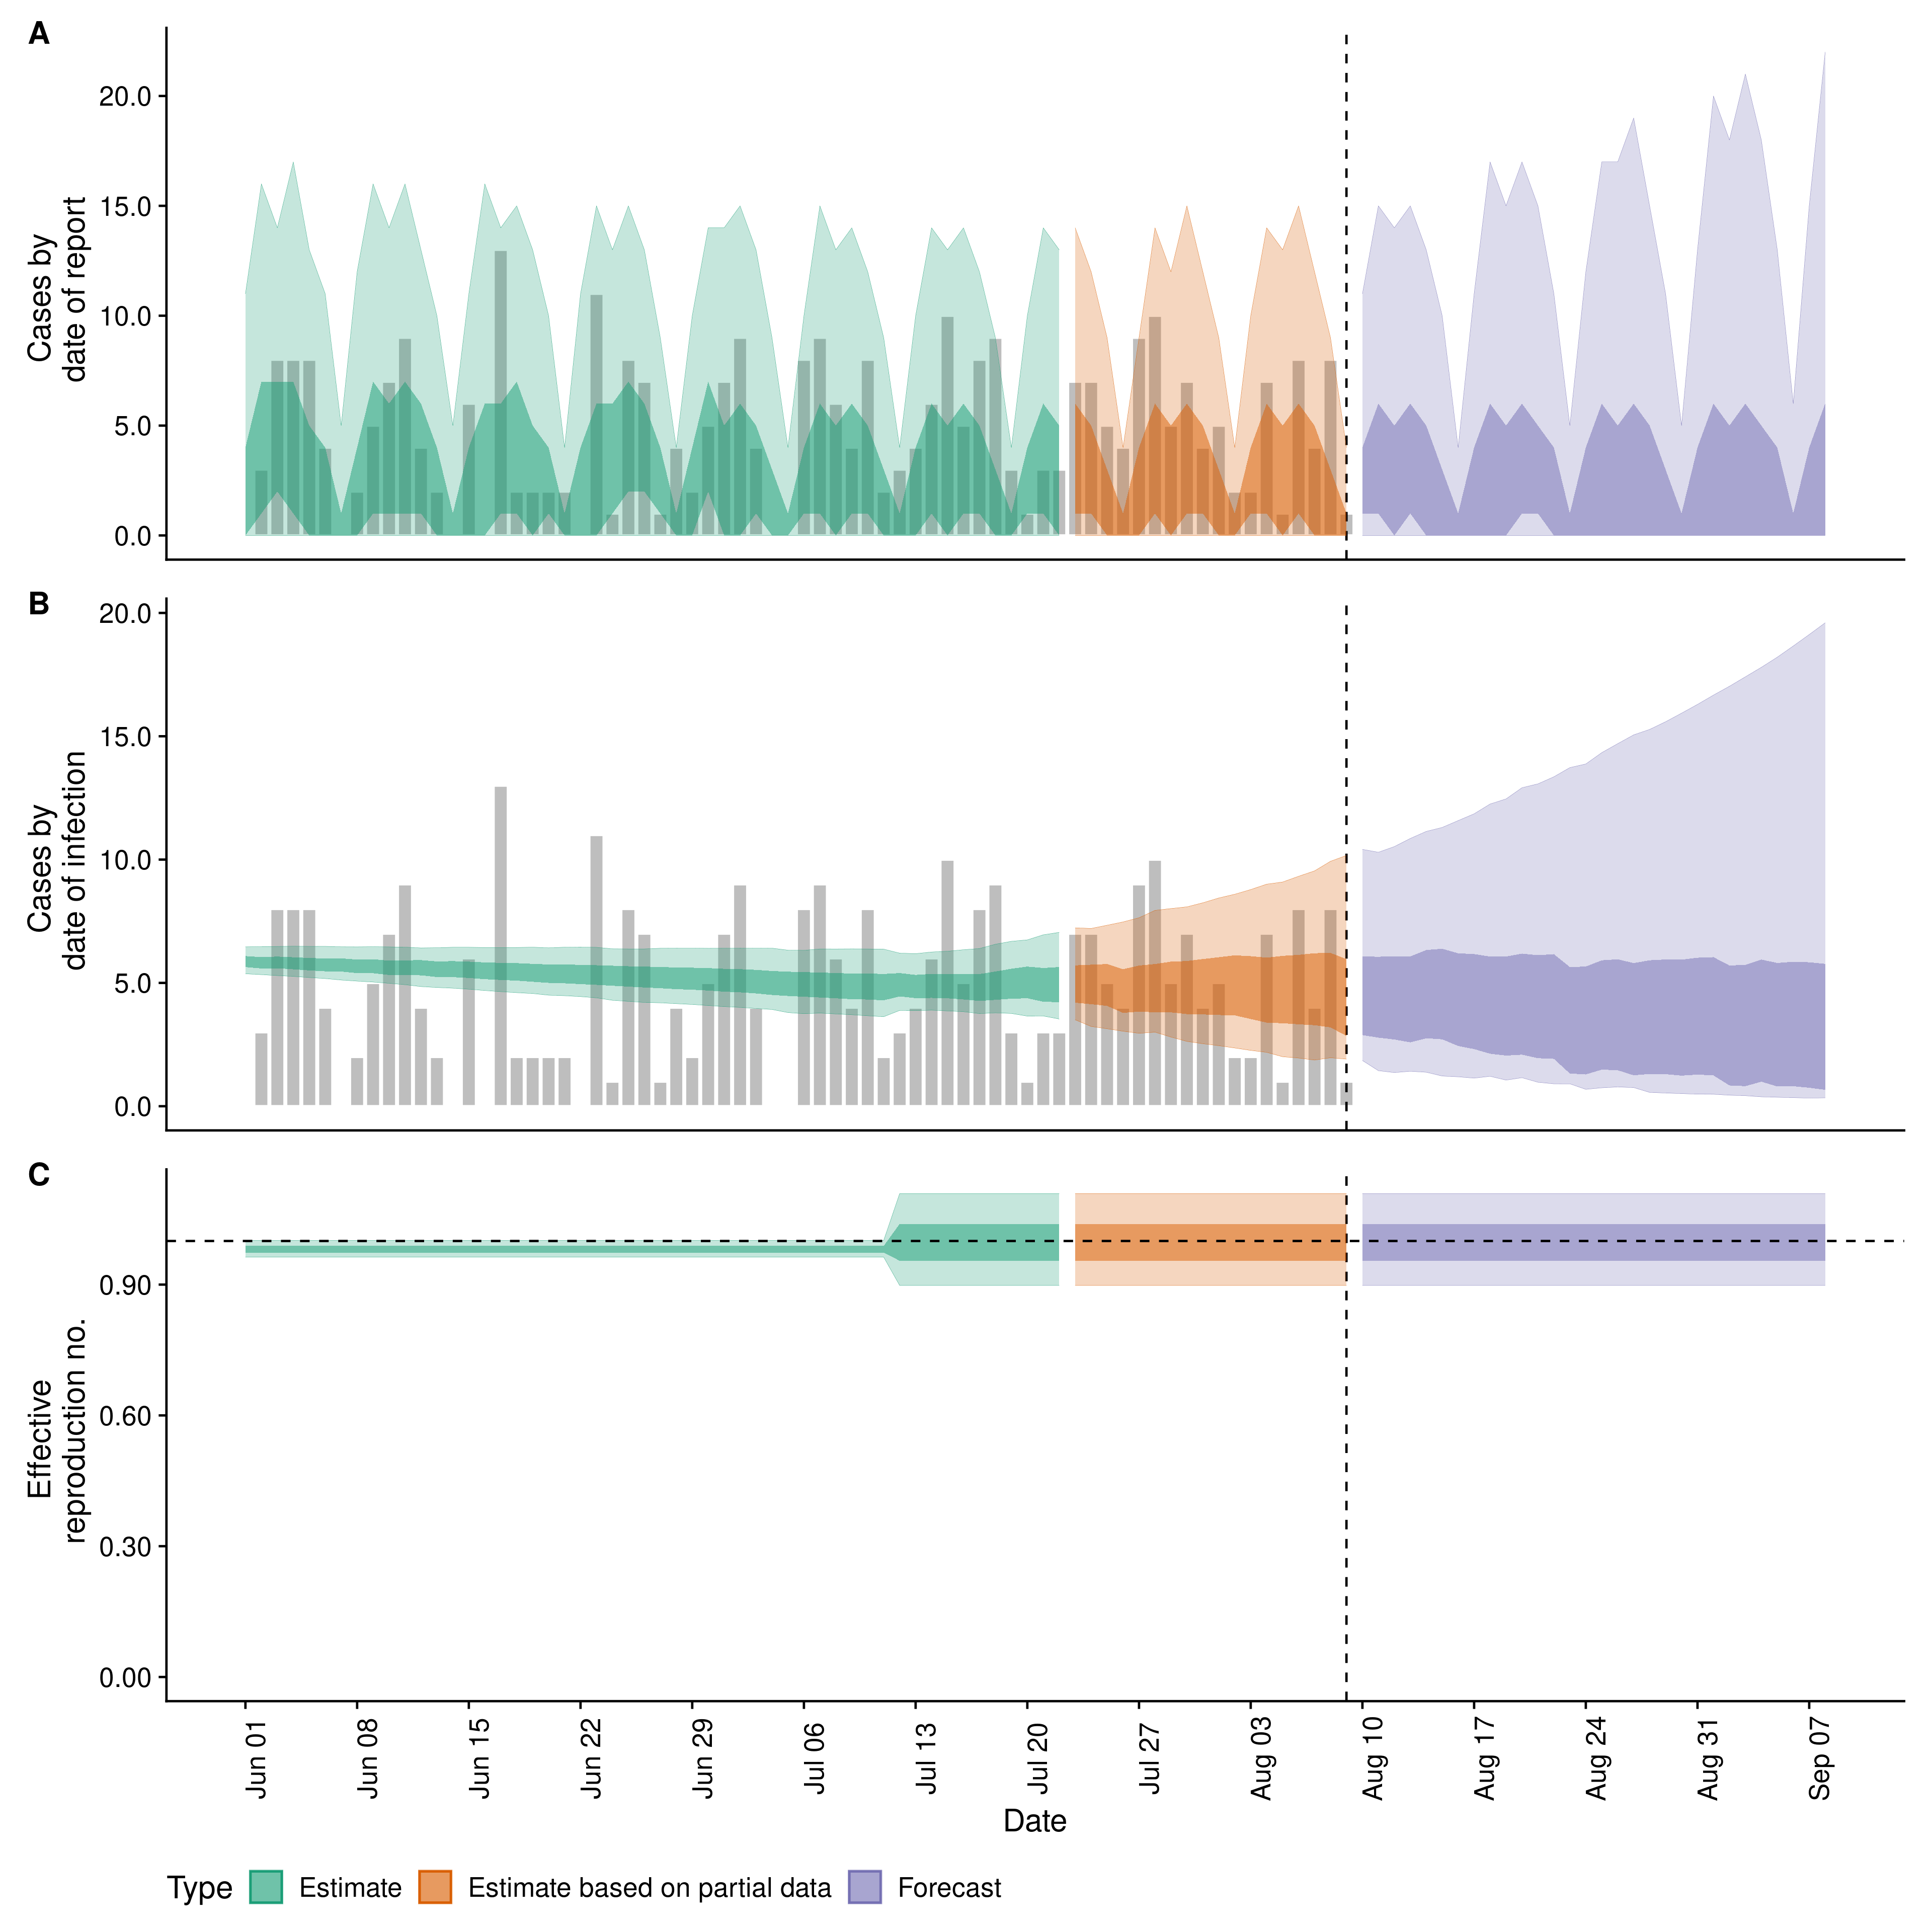 A
Cases by
date of report
20.0
15.0
10.0
5.0
0.0
B
Cases by
date of infection
20.0
15.0
10.0
5.0
0.0
C
Effective
reproduction no.
0.90
0.60
0.30
0.00
Jun 01
Jun 08
Jun 15
Jun 22
Jun 29
Jul 06
Jul 13
Jul 20
Jul 27
Aug 03
Aug 10
Aug 17
Aug 24
Aug 31
Sep 07
Date
Type Estimate Estimate based on partial data Forecast